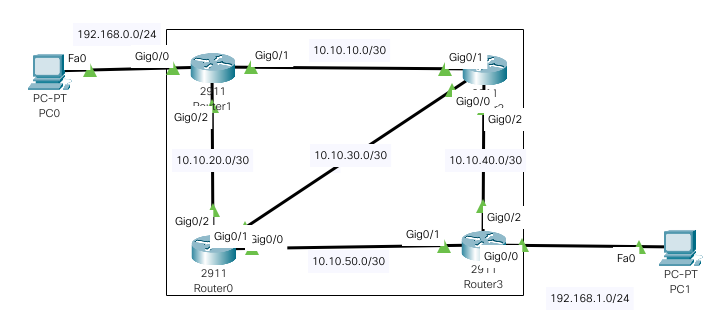 192.168.0.0/24
Fa0
Gig0/0
Gig0/1
10.10.10.0/30
Gig0/1
PC-PT
PC0
2911
Router1
Gig0/2
Gig0/0
Gig0/2
10.10.20.0/30
10.10.30.0/30
10.10.40.0/30
Gig0/2
Gig0/1
Gig0/0
Gig0/1
Gig0/2
10.10.50.0/30
2911
Router0
Gig0/0
2911
Router3
Fa0
PC-PT
PC1
192.168.1.0/24